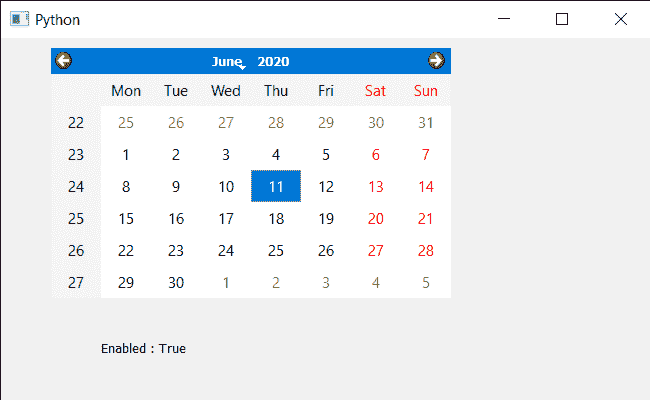 Python
June 2020
Mon Tue Wed Thu Fri Sat Sun
22 25 26 27 28 29 30 31
23 1 2 3 4 5 6 7
24 8 9 10 11 12 13 14
25 15 16 17 18 19 20 21
26 22 23 24 25 26 27 28
27 29 30 1 2 3 4 5
Enabled : True